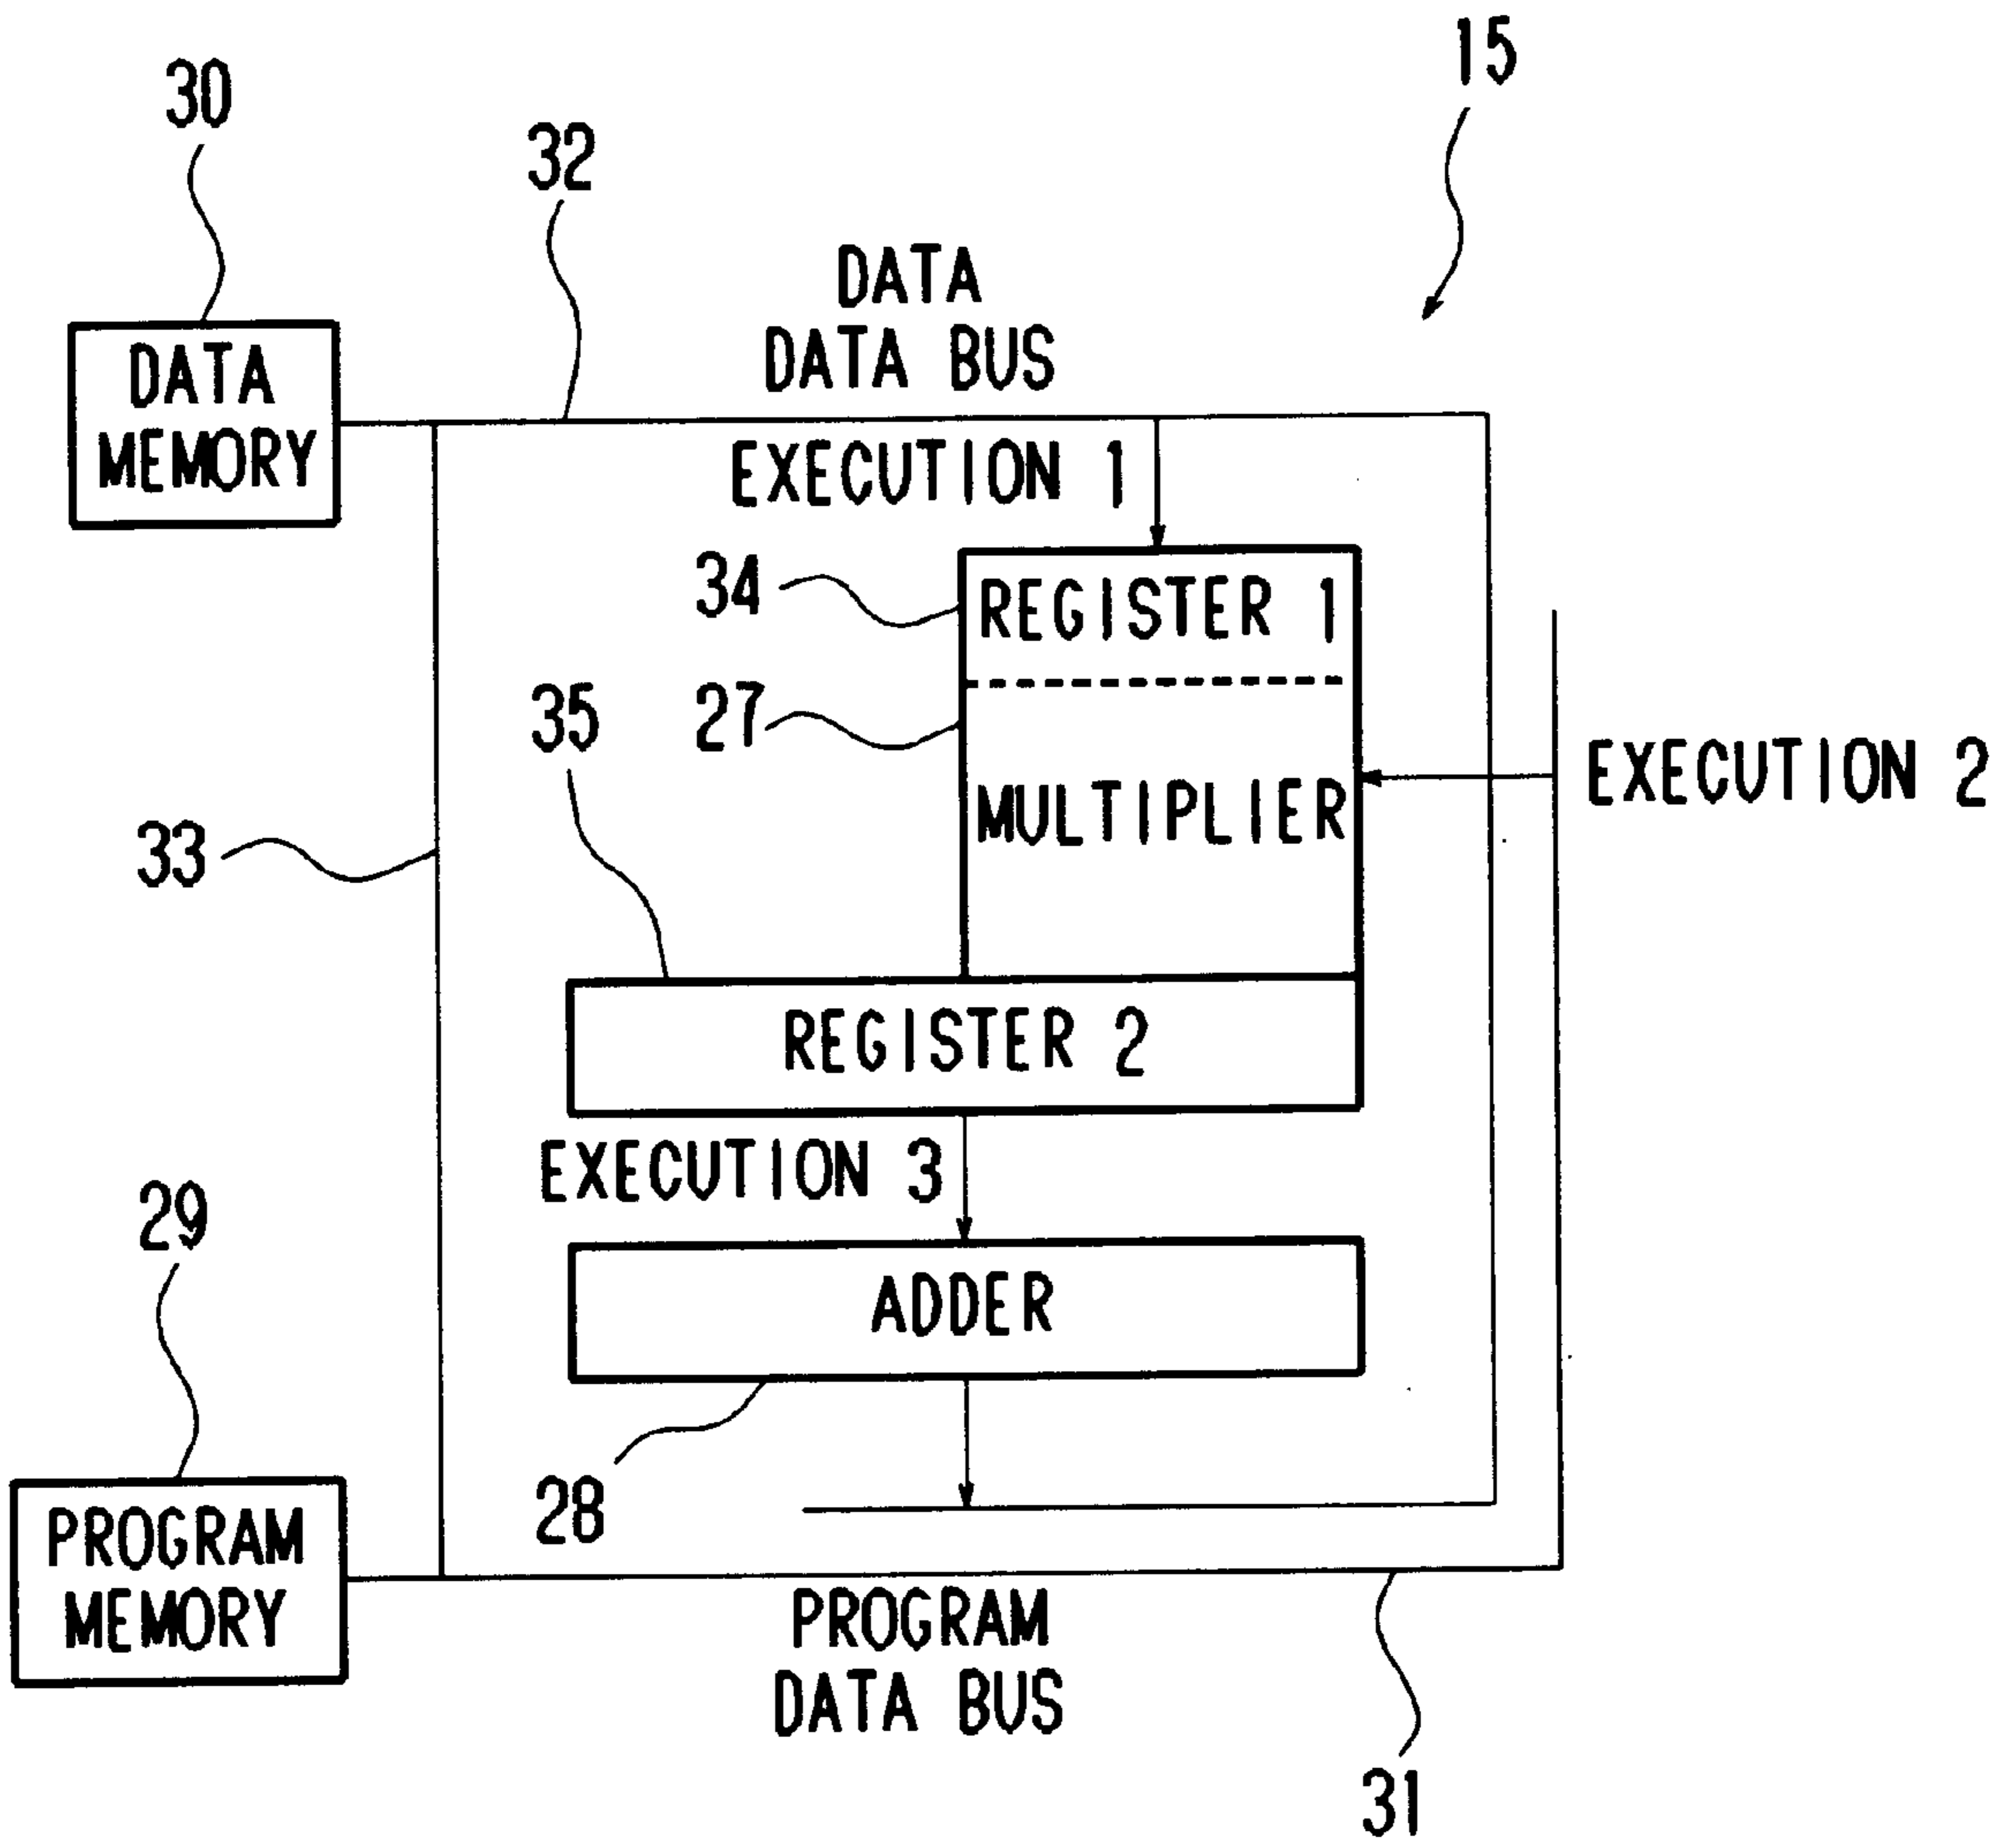 15
30
32
DATA
DATA BUS
DATA
MEMORY
EXECUTION 1
34
REGISTER 1
35
27
EXECUTION 2
MULTIPLIER
33
REGISTER 2
EXECUTION 3
29
ADDER
28
PROGRAM
MEMORY
PROGRAM
DATA BUS
31